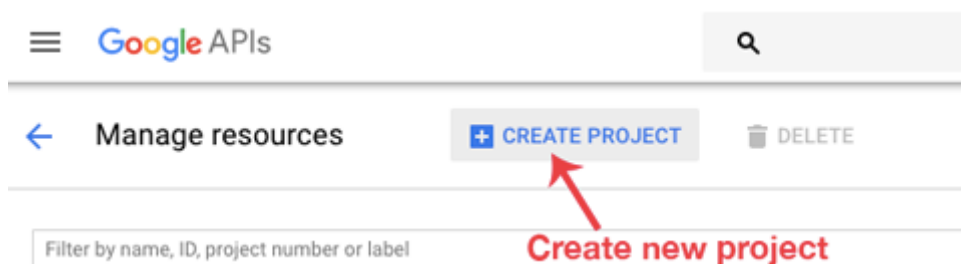 Google APIs
Manage resources
CREATE PROJECT
DELETE
Filter by name, ID, project number or label
Create new project